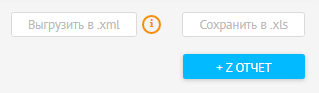 Выгрузить в .xml
i
Сохранить в .xls
+ Z ОТЧЕТ